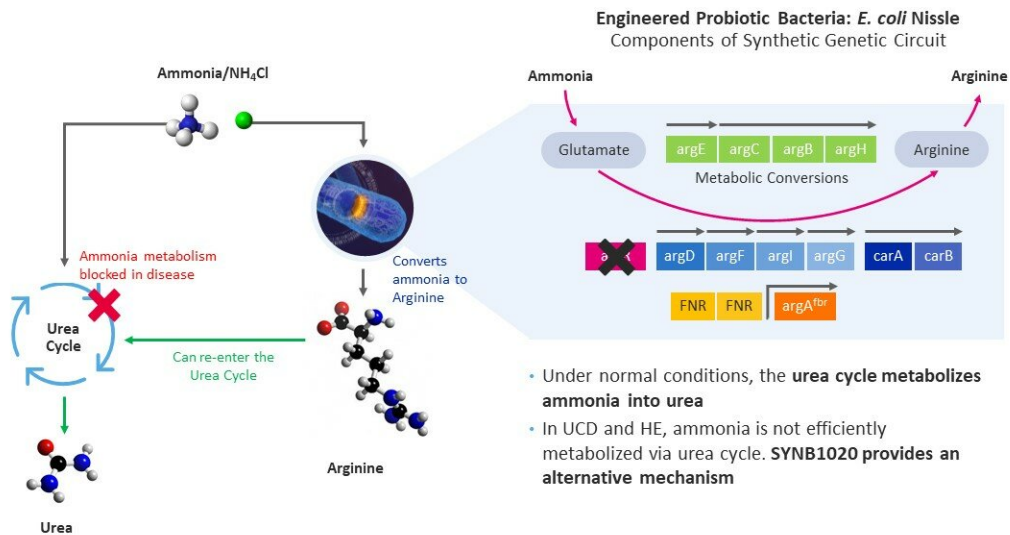 Engineered Probiotic Bacteria: E. coli Nissle
Components of Synthetic Genetic Circuit
Ammonia/NH₄Cl
Ammonia
Arginine
Glutamate
argE argC argB argH
Arginine
Metabolic Conversions
Ammonia metabolism
blocked in disease
Converts
ammonia to
Arginine
argD argF argI argG carA carB
FNR FNR argAfbr
Urea
Cycle
Can re-enter the
Urea Cycle
Arginine
Urea
• Under normal conditions, the urea cycle metabolizes
ammonia into urea
• In UCD and HE, ammonia is not efficiently
metabolized via urea cycle. SYNB1020 provides an
alternative mechanism